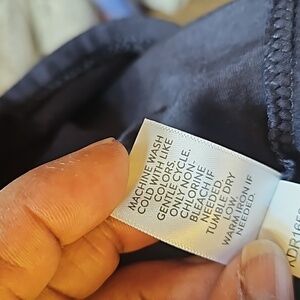 MACHINE WASH
COLD WITH LIKE
COLORS.
GENTLE CYCLE.
ONLY NON-
CHLORINE
BLEACH IF
NEEDED.
TUMBLE DRY
LOW.
WARM IRON IF
NEEDED.